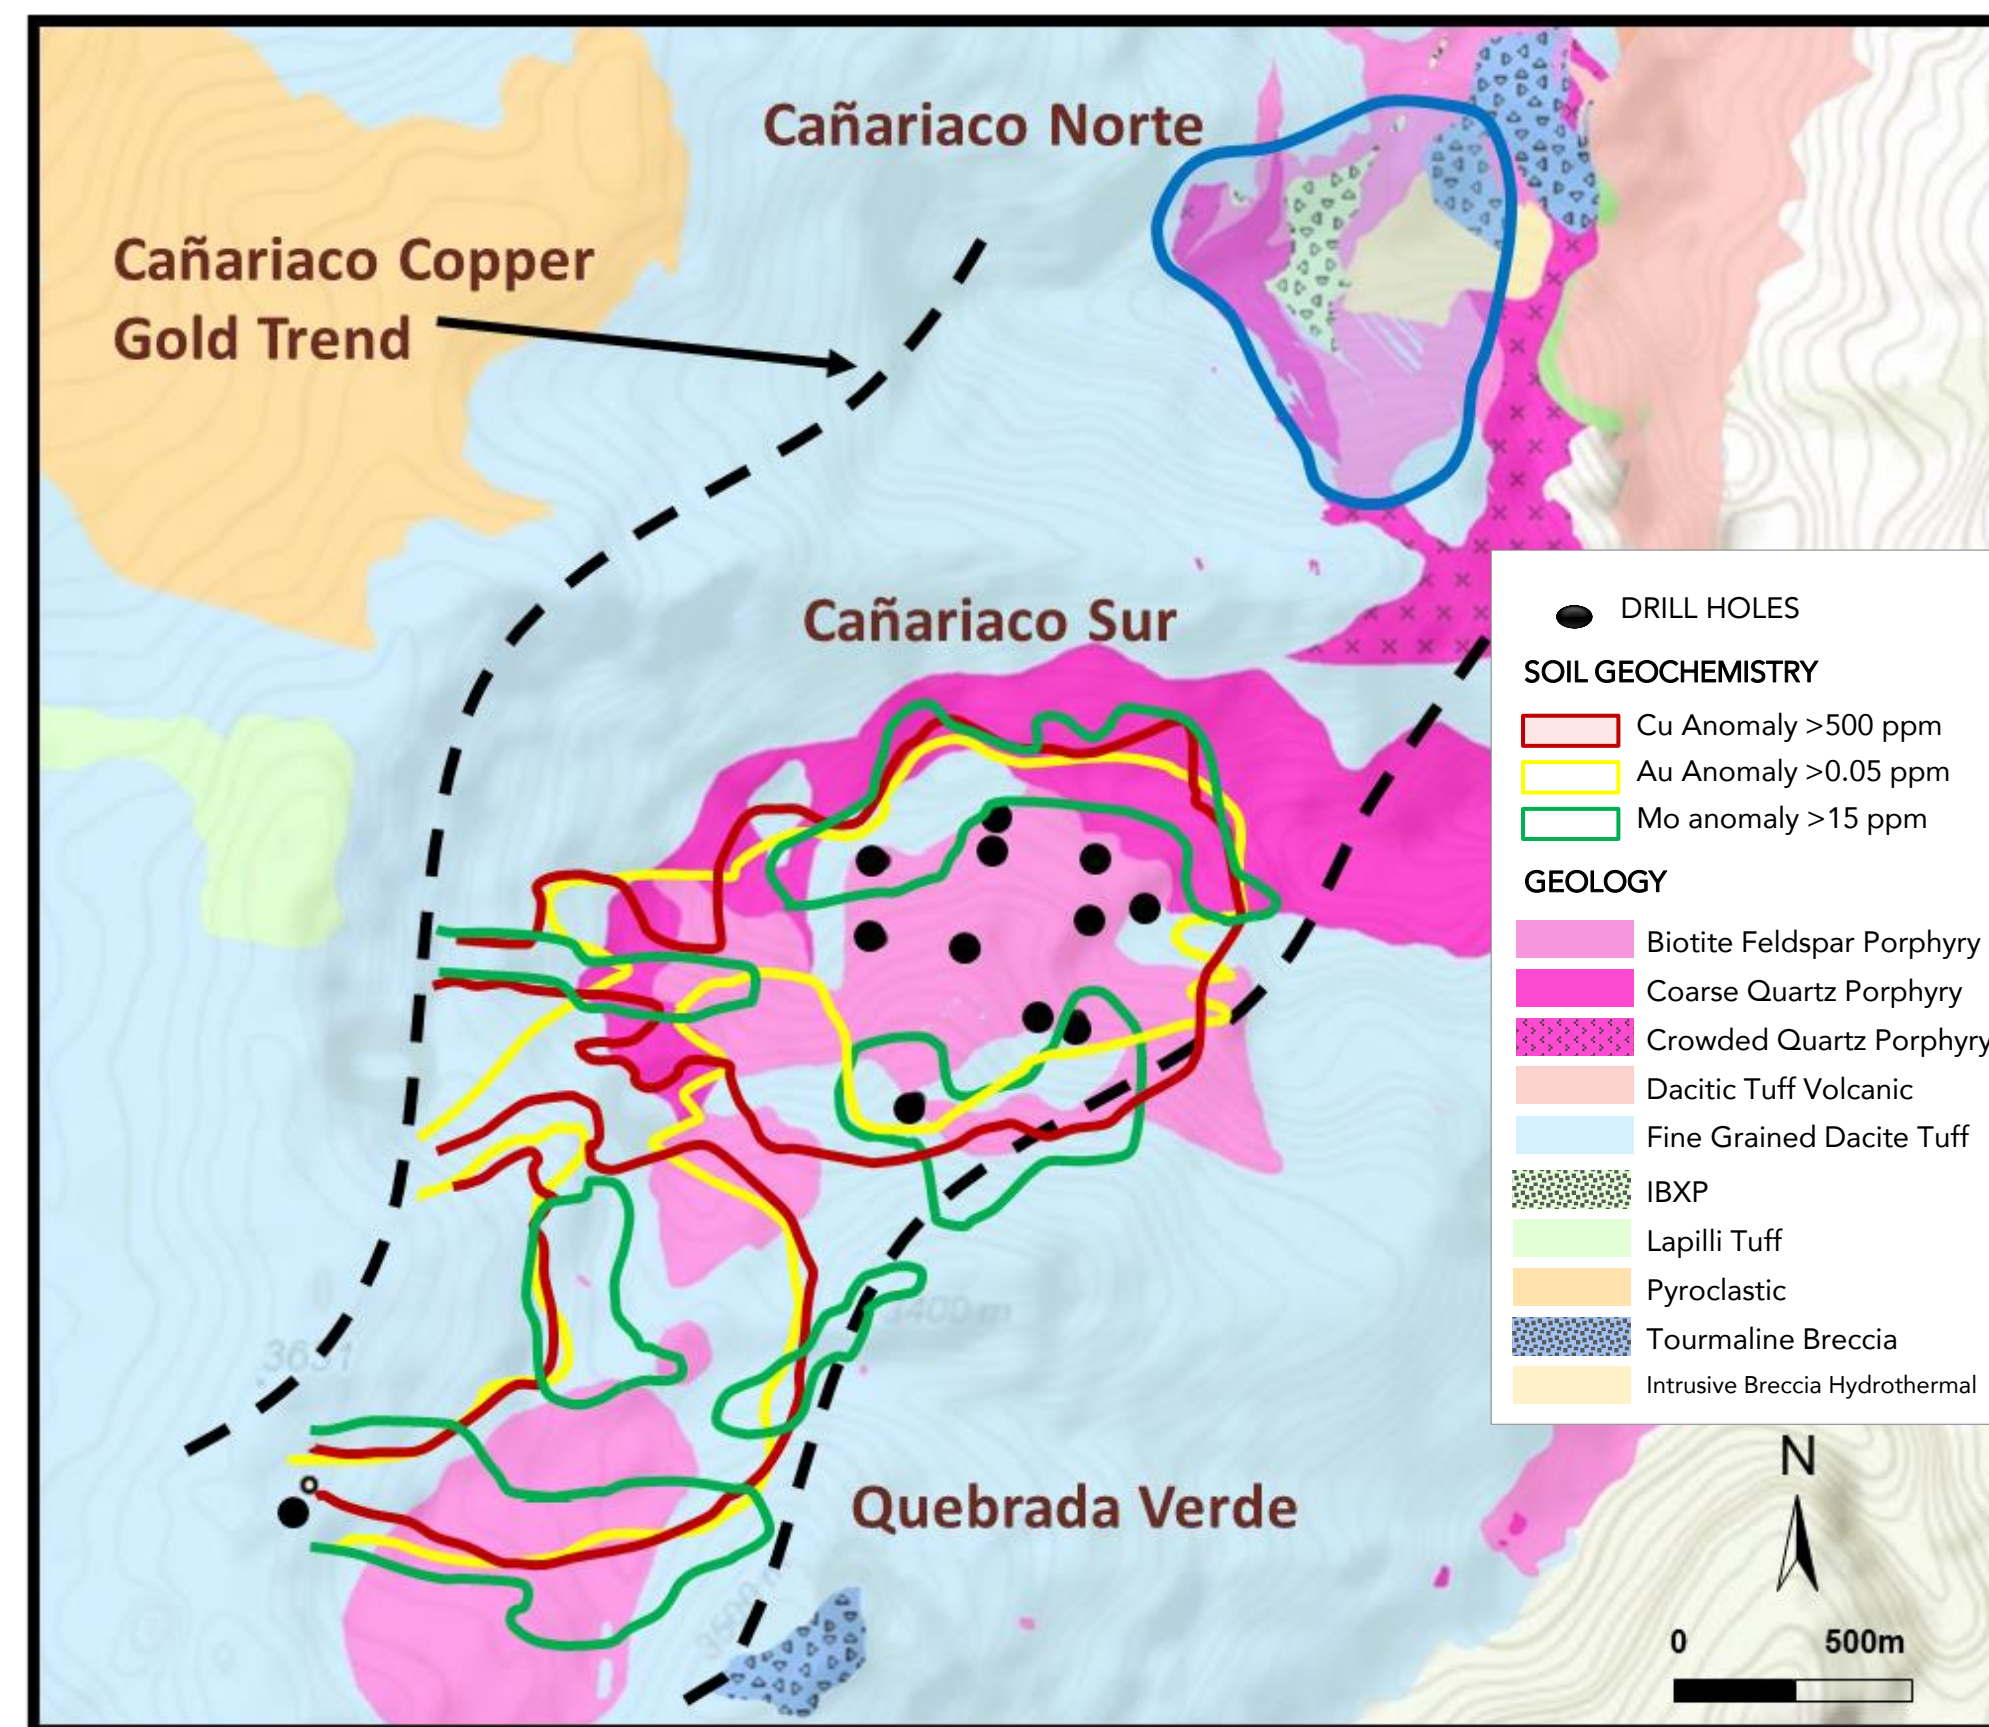 Cañariaco Norte
Cañariaco Copper
Gold Trend
Cañariaco Sur
DRILL HOLES
SOIL GEOCHEMISTRY
Cu Anomaly >500 ppm
Au Anomaly >0.05 ppm
Mo anomaly >15 ppm
GEOLOGY
Biotite Feldspar Porphyry
Coarse Quartz Porphyry
Crowded Quartz Porphyry
Dacitic Tuff Volcanic
Fine Grained Dacite Tuff
IBXP
Lapilli Tuff
Pyroclastic
Tourmaline Breccia
Intrusive Breccia Hydrothermal
3400 m
Quebrada Verde
N
0 500m